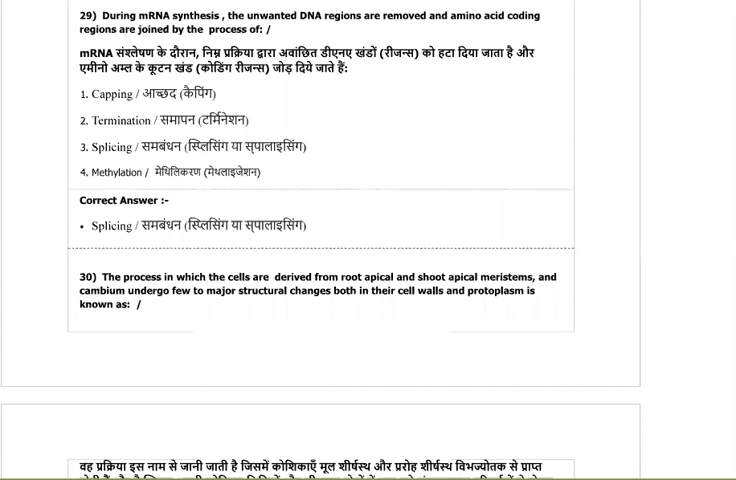 29) During mRNA synthesis , the unwanted DNA regions are removed and amino acid coding
regions are joined by the process of: /
mRNA संश्लेषण के दौरान, निम्न प्रक्रिया द्वारा अवांछित डीएनए खंडों (रीजन्स) को हटा दिया जाता है और
एमीनो अम्ल के कूटन खंड (कोडिंग रीजन्स) जोड़ दिये जाते हैं:
1. Capping / आच्छद (कैपिंग)
2. Termination / समापन (टर्मिनेशन)
3. Splicing / समबंधन (स्प्लिसिंग या स्पालाइसिंग)
4. Methylation / मेथिलिकरण (मेथलाइजेशन)
Correct Answer :-
• Splicing / समबंधन (स्प्लिसिंग या स्पालाइसिंग)
30) The process in which the cells are derived from root apical and shoot apical meristems, and
cambium undergo few to major structural changes both in their cell walls and protoplasm is
known as: /
वह प्रक्रिया इस नाम से जानी जाती है जिसमें कोशिकाएँ मूल शीर्षस्थ और प्ररोह शीर्षस्थ विभज्योतक से प्राप्त